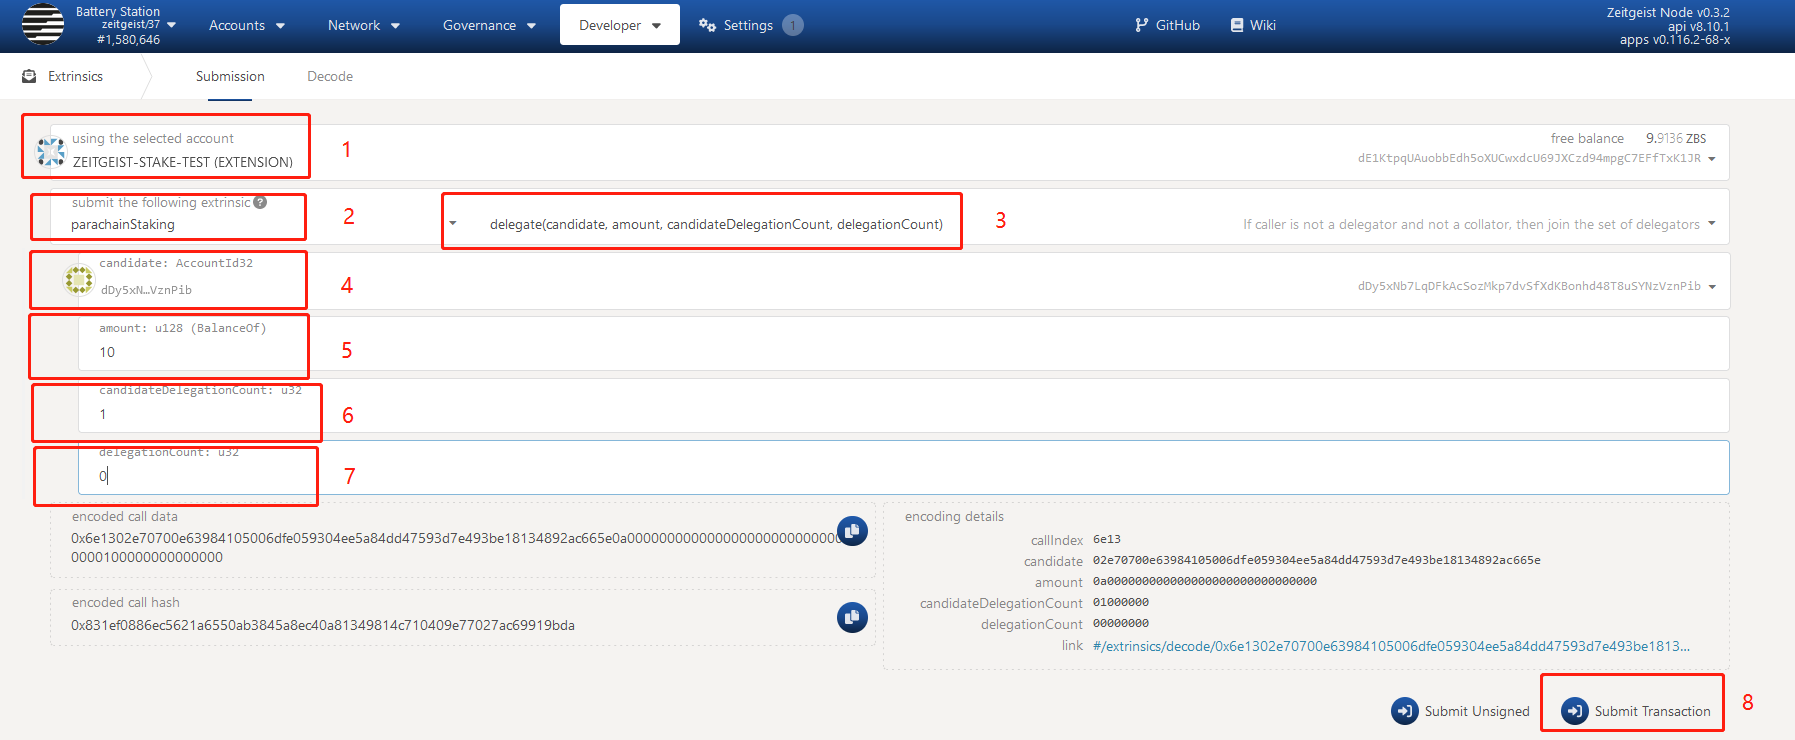 Battery Station
zeitgeist/37
#1,580,646
Accounts
Network
Governance
Developer
Settings
1
GitHub
Wiki
Zeitgeist Node v0.3.2
api v8.10.1
apps v0.116.2-68-x
Extrinsics
Submission
Decode
using the selected account
ZEITGEIST-STAKE-TEST (EXTENSION)
1
free balance 9.9136 ZBS
dE1KtpqUAuobbEdh5oXUCwxdcU69JXCzd94mpgC7EFfTxK1JR
submit the following extrinsic ?
parachainStaking
2
delegate(candidate, amount, candidateDelegationCount, delegationCount)
3
If caller is not a delegator and not a collator, then join the set of delegators
candidate: AccountId32
dDy5xN…VznPib
4
dDy5xNb7LqDFkAcSozMkp7dvSfXdKBonhd48T8uSYNzVznPib
amount: u128 (BalanceOf)
10
5
candidateDelegationCount: u32
1
6
delegationCount: u32
0
7
encoded call data
0x6e1302e70700e63984105006dfe059304ee5a84dd47593d7e493be18134892ac665e0a0000000000000000000000000000
0000100000000000000
encoded call hash
0x831ef0886ec5621a6550ab3845a8ec40a81349814c710409e77027ac69919bda
encoding details
callIndex 6e13
candidate 02e70700e63984105006dfe059304ee5a84dd47593d7e493be18134892ac665e
amount 0a000000000000000000000000000000
candidateDelegationCount 01000000
delegationCount 00000000
link #/extrinsics/decode/0x6e1302e70700e63984105006dfe059304ee5a84dd47593d7e493be1813…
Submit Unsigned
Submit Transaction
8